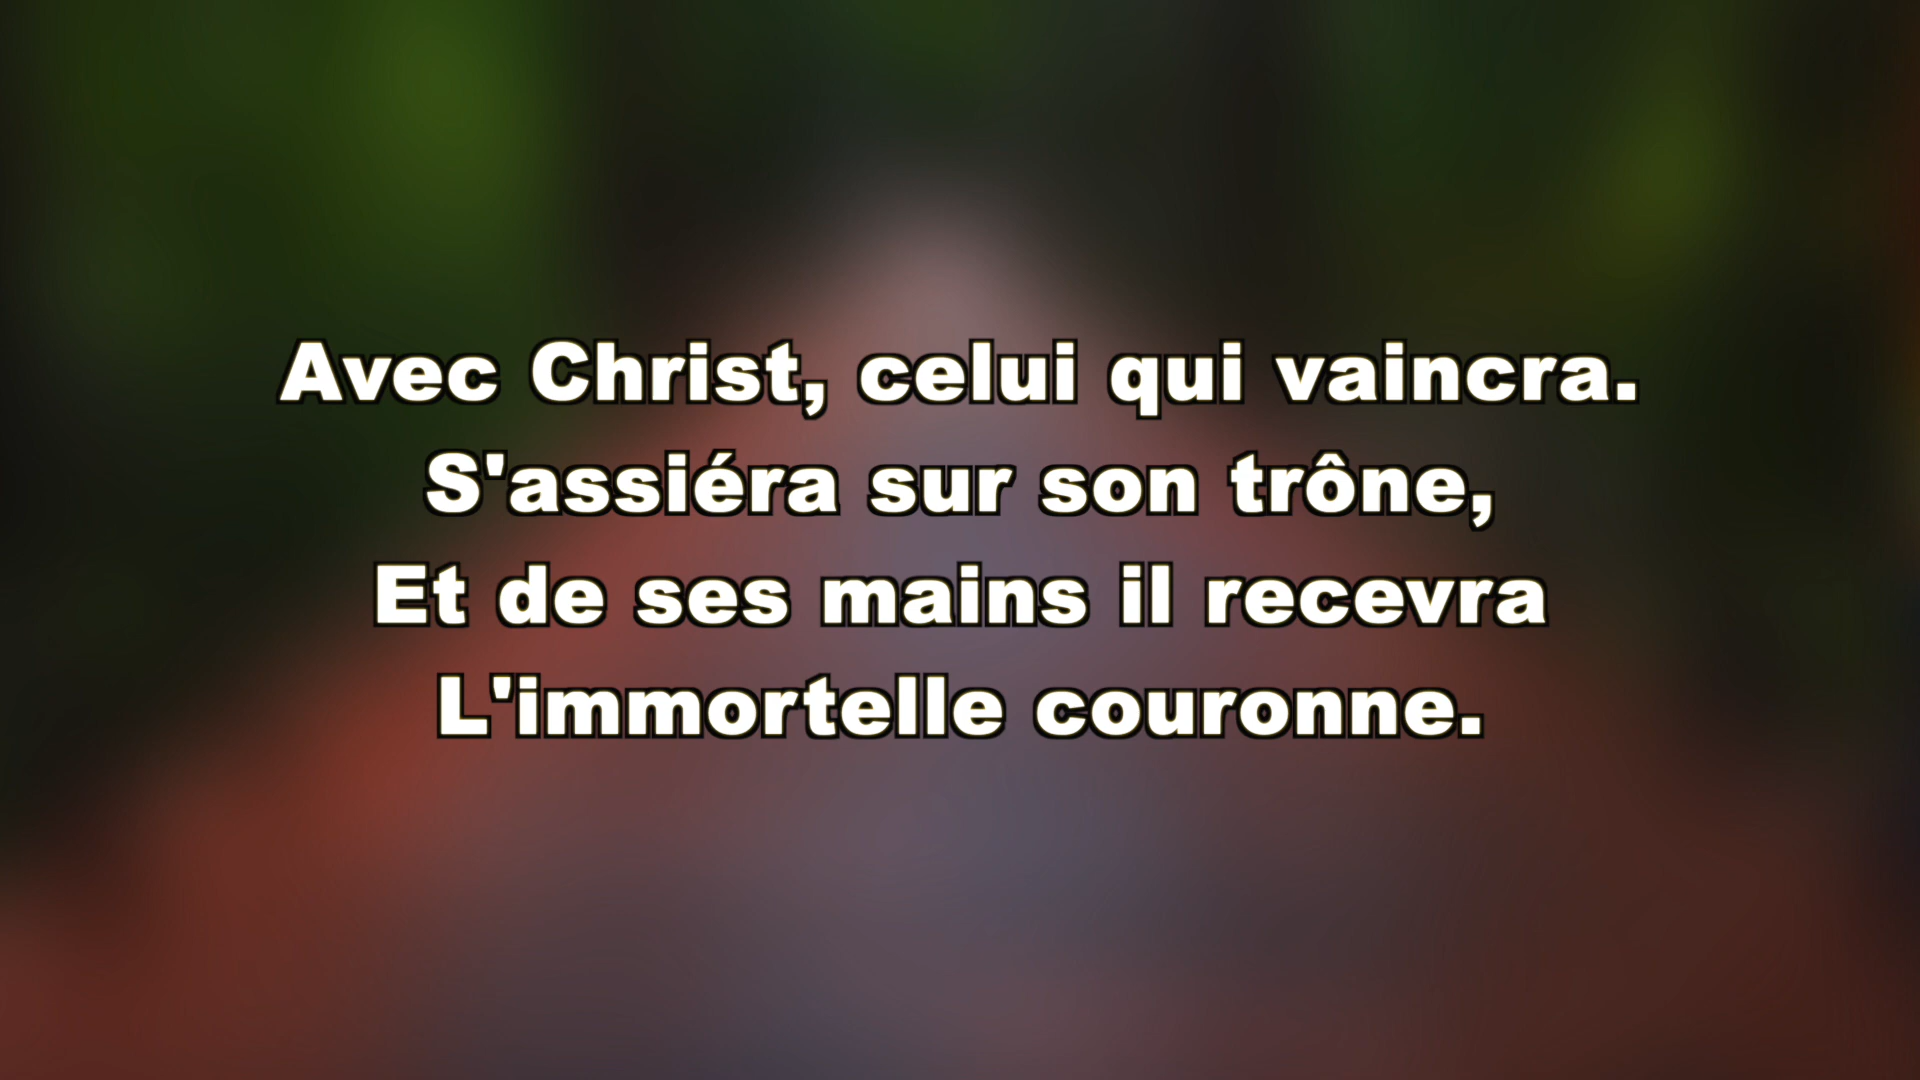 Avec Christ, celui qui vaincra.
S'assiéra sur son trône,
Et de ses mains il recevra
L'immortelle couronne.